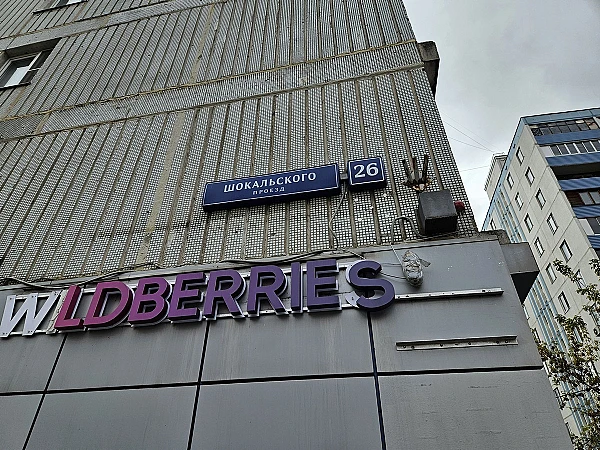 ШОКАЛЬСКОГО
ПРОЕЗД
26
WLDBERRIES